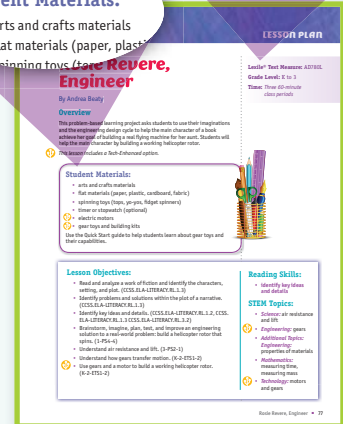 ent Materials:
rts and crafts materials
lat materials (paper, plasti
pinning toys (tops
LESSON PLAN
Rosie Revere,
Engineer
By Andrea Beaty
Lexile® Text Measure: AD780L
Grade Level: K to 3
Time: Three 60-minute
class periods
Overview
This problem-based learning project asks students to use their imaginations
and the engineering design cycle to help the main character of a book
achieve her goal of building a real flying machine for her aunt. Students will
help the main character by building a working helicopter rotor.
This lesson includes a Tech-Enhanced option.
Student Materials:
• arts and crafts materials
• flat materials (paper, plastic, cardboard, fabric)
• spinning toys (tops, yo-yos, fidget spinners)
• timer or stopwatch (optional)
• electric motors
• gear toys and building kits
Use the Quick Start guide to help students learn about gear toys and
their capabilities.
Lesson Objectives:
• Read and analyze a work of fiction and identify the characters,
setting, and plot. (CCSS.ELA-LITERACY.RL.1.3)
• Identify problems and solutions within the plot of a narrative.
(CCSS.ELA-LITERACY.RL.1.3)
• Identify key ideas and details. (CCSS.ELA-LITERACY.RL.1.2, CCSS.
ELA-LITERACY.RL.1.3 CCSS.ELA-LITERACY.RL.3.2)
• Brainstorm, imagine, plan, test, and improve an engineering
solution to a real-world problem: build a helicopter rotor that
spins. (3-PS4-4)
• Understand air resistance and lift. (3-PS2-1)
• Understand how gears transfer motion. (K-2-ETS1-2)
• Use gears and a motor to build a working helicopter rotor.
(K-2-ETS1-2)
Reading Skills:
• Identify key ideas
and details
STEM Topics:
• Science: air resistance
and lift
• Engineering: gears
• Additional Topics:
Engineering:
properties of materials
• Mathematics:
measuring time,
measuring mass
• Technology: motors
and gears
Rosie Revere, Engineer • 77